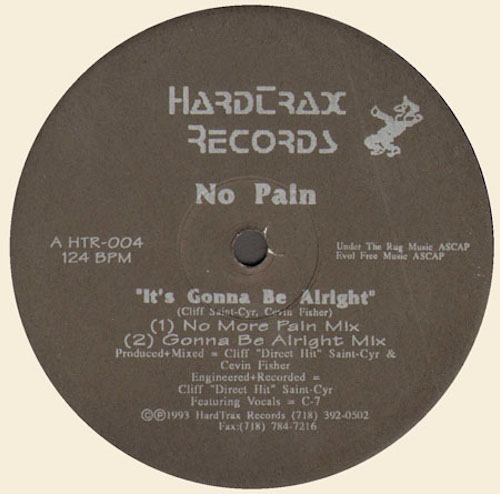 HardTrax
Records
No Pain
A HTR-004
124 BPM
Under The Rug Music ASCAP
Evol Free Music ASCAP
"It's Gonna Be Alright"
(Cliff Saint-Cyr, Cevin Fisher)
(1) No More Pain Mix
(2) Gonna Be Alright Mix
Produced+Mixed = Cliff "Direct Hit" Saint-Cyr &
Cevin Fisher
Engineered+Recorded =
Cliff "Direct Hit" Saint-Cyr
Featuring Vocals = C-7
©℗1993 HardTrax Records (718) 392-0502
Fax:(718) 784-7216